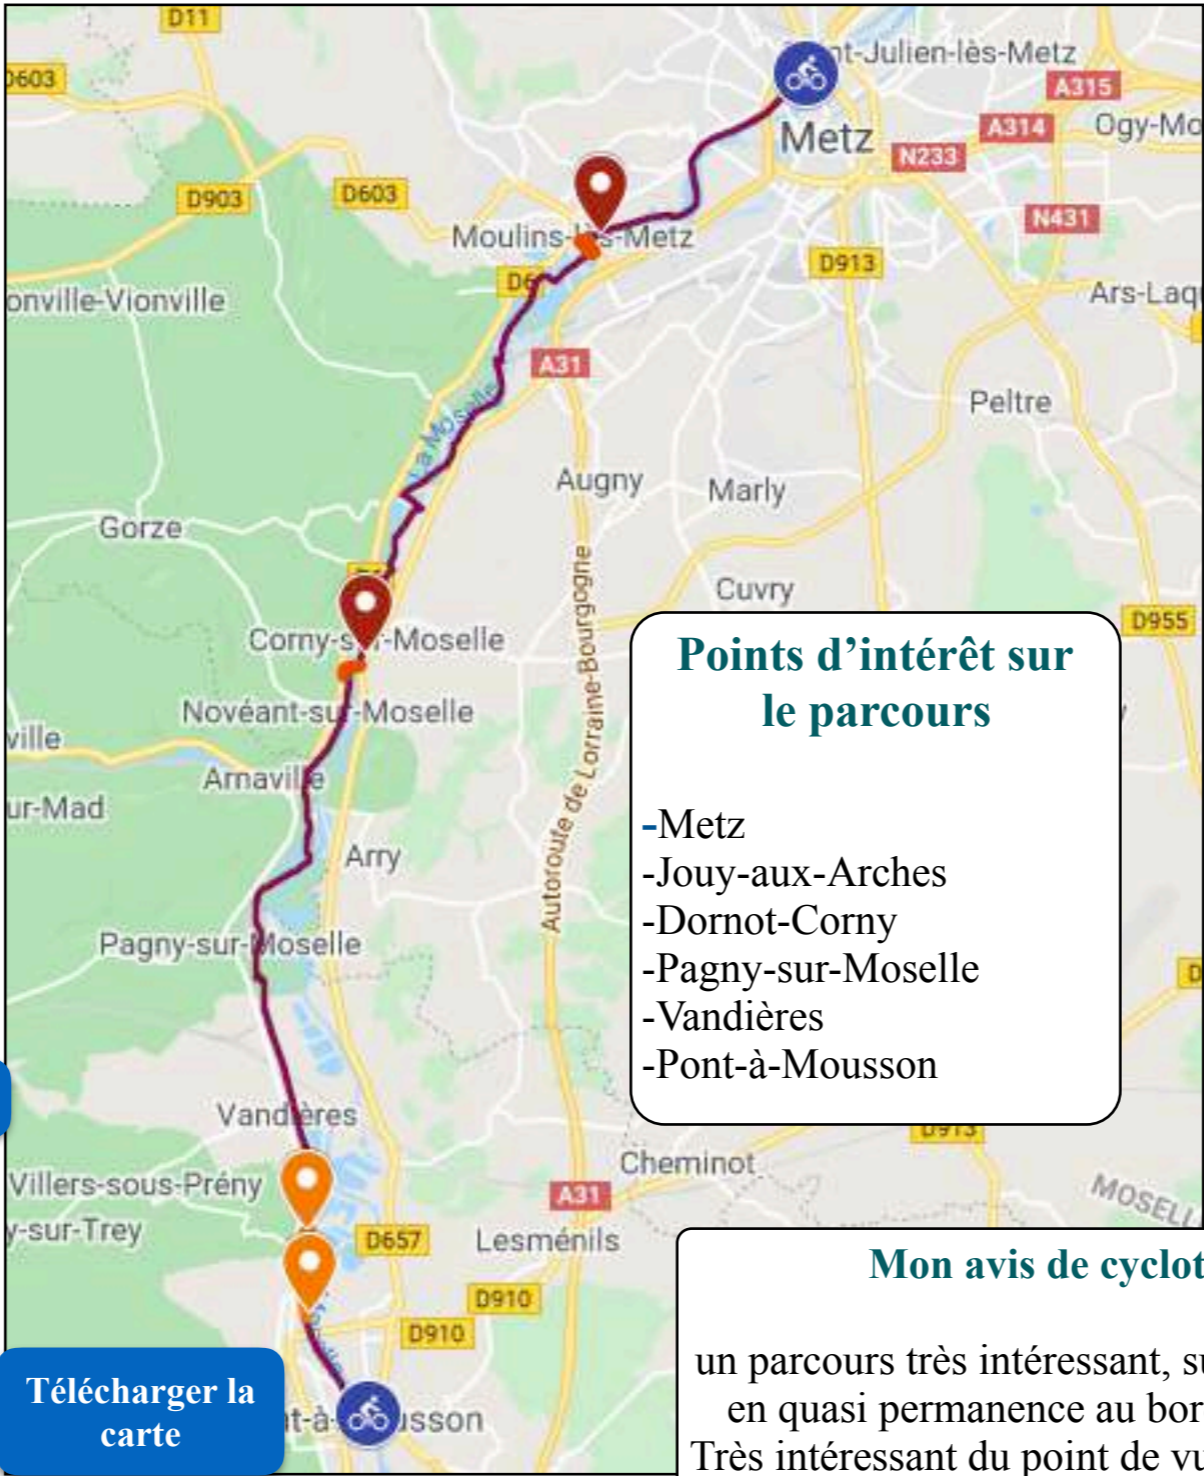 D11
D603
nt-Julien-lès-Metz
A315
Metz
A314
Ogy-Mo
N233
D903
D603
N431
Moulins-lès-Metz
D913
D6
onville-Vionville
Ars-Laq
A31
La Moselle
Peltre
Augny
Marly
Gorze
Autoroute de Lorraine-Bourgogne
Cuvry
D955
Corny-sur-Moselle
Novéant-sur-Moselle
ville
Arnaville
ur-Mad
Arry
Pagny-sur-Moselle
Points d’intérêt sur
le parcours
-Metz
-Jouy-aux-Arches
-Dornot-Corny
-Pagny-sur-Moselle
-Vandières
-Pont-à-Mousson
D
Vandières
D913
Cheminot
Villers-sous-Prény
A31
MOSELL
y-sur-Trey
D657
Lesménils
D910
D910
nt-à-Mousson
Télécharger la
carte
Mon avis de cyclot
un parcours très intéressant, su
en quasi permanence au bor
Très intéressant du point de vu